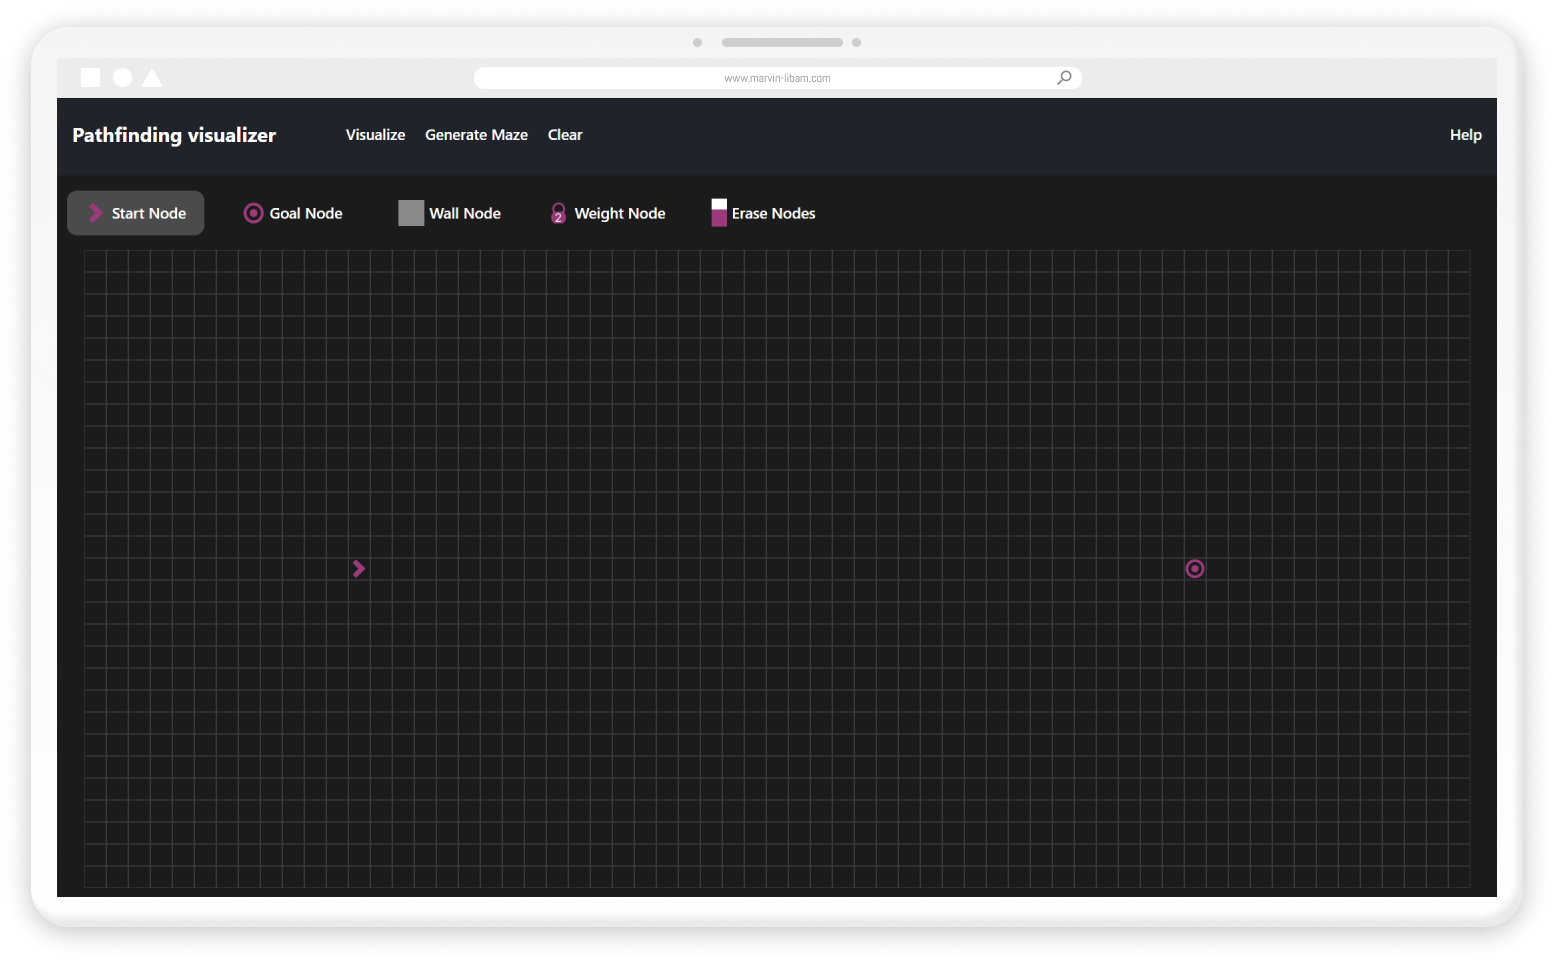 www.marvin-libam.com
Pathfinding visualizer Visualize Generate Maze Clear Help
Start Node Goal Node Wall Node 2 Weight Node Erase Nodes